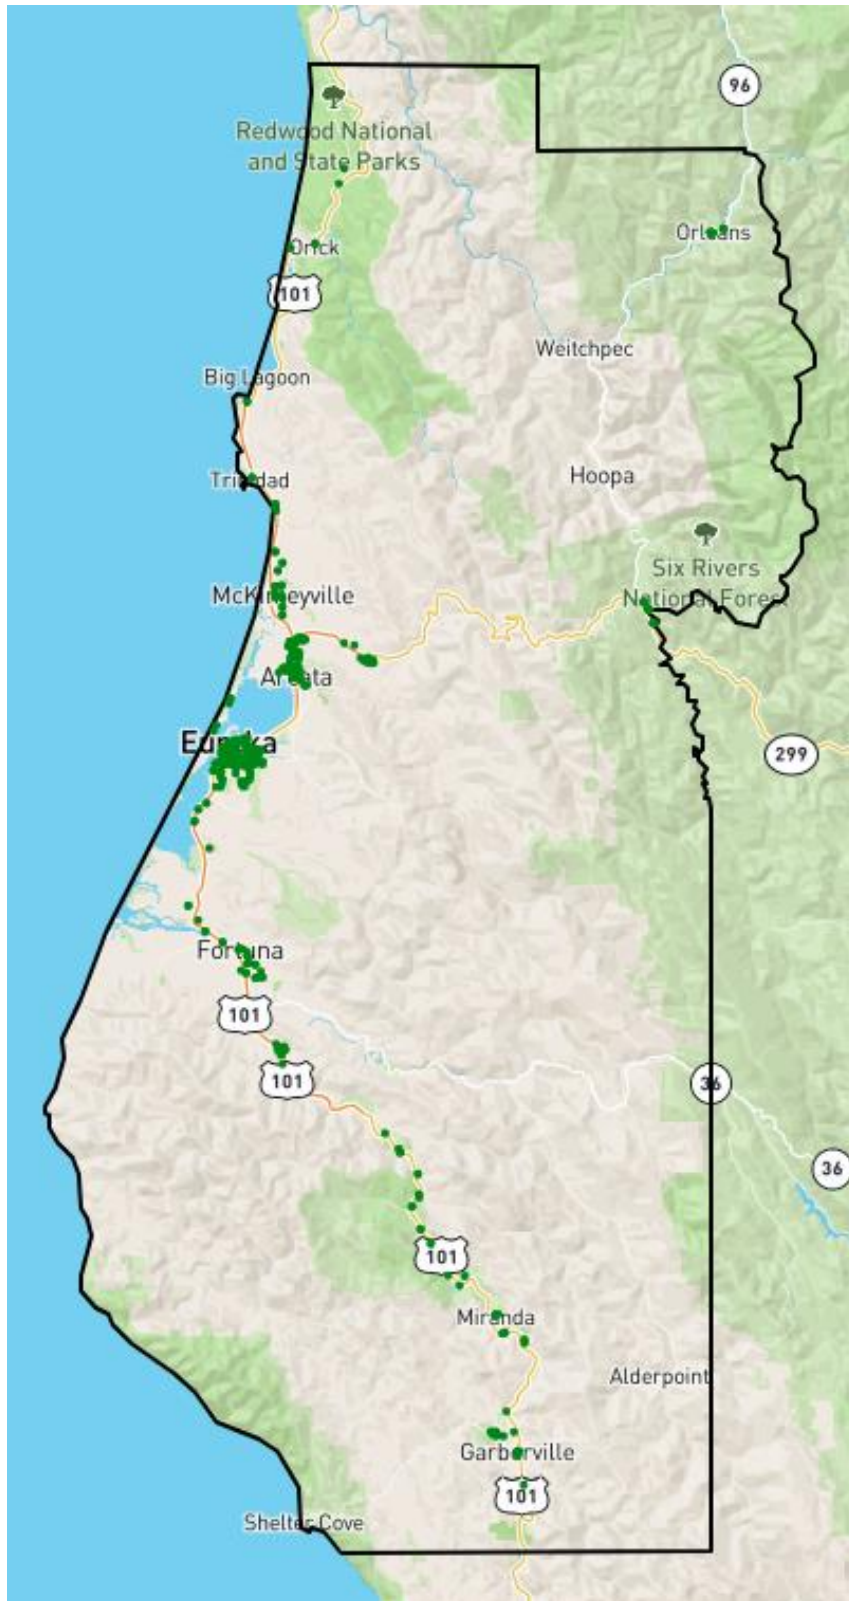 96
Redwood National
and State Parks
Orleans
Orick
101
Weitchpec
Big Lagoon
Hoopa
Trinidad
Six Rivers
National Forest
McKinleyville
Arcata
Eureka
299
Fortuna
101
101
36
36
101
Miranda
Alderpoint
Garberville
101
Shelter Cove